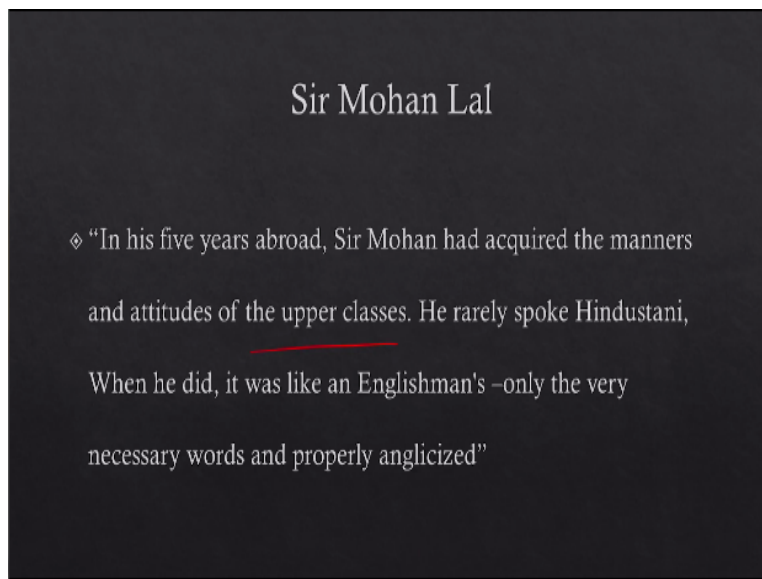 Sir Mohan Lal
“In his five years abroad, Sir Mohan had acquired the manners
and attitudes of the upper classes. He rarely spoke Hindustani,
When he did, it was like an Englishman's –only the very
necessary words and properly anglicized”